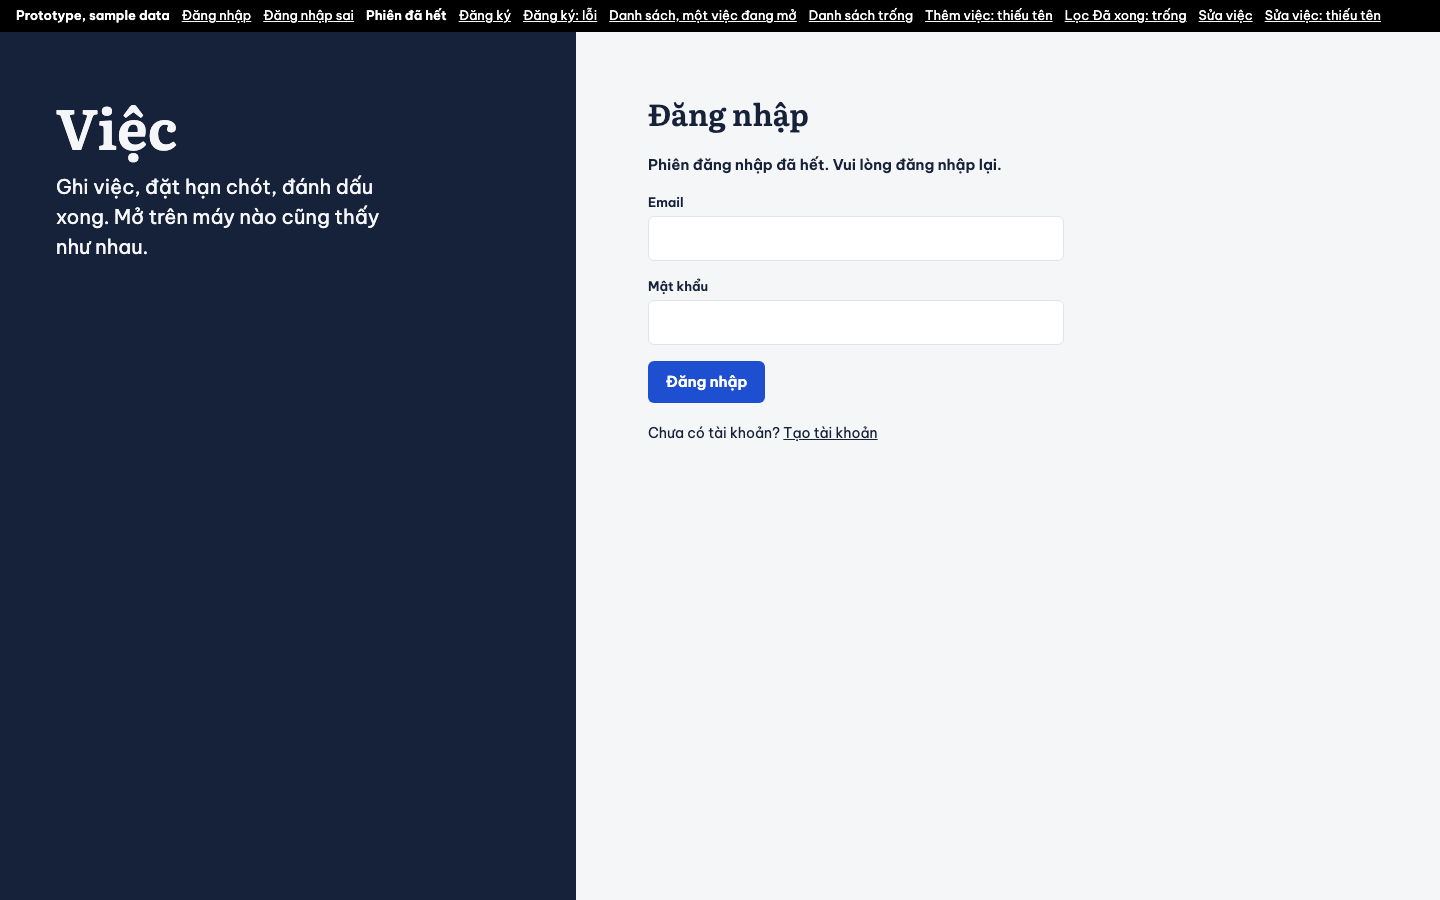 Prototype, sample data Đăng nhập Đăng nhập sai Phiên đã hết Đăng ký Đăng ký: lỗi Danh sách, một việc đang mở Danh sách trống Thêm việc: thiếu tên Lọc Đã xong: trống Sửa việc Sửa việc: thiếu tên
Việc
Ghi việc, đặt hạn chót, đánh dấu
xong. Mở trên máy nào cũng thấy
như nhau.
Đăng nhập
Phiên đăng nhập đã hết. Vui lòng đăng nhập lại.
Email
Mật khẩu
Đăng nhập
Chưa có tài khoản? Tạo tài khoản